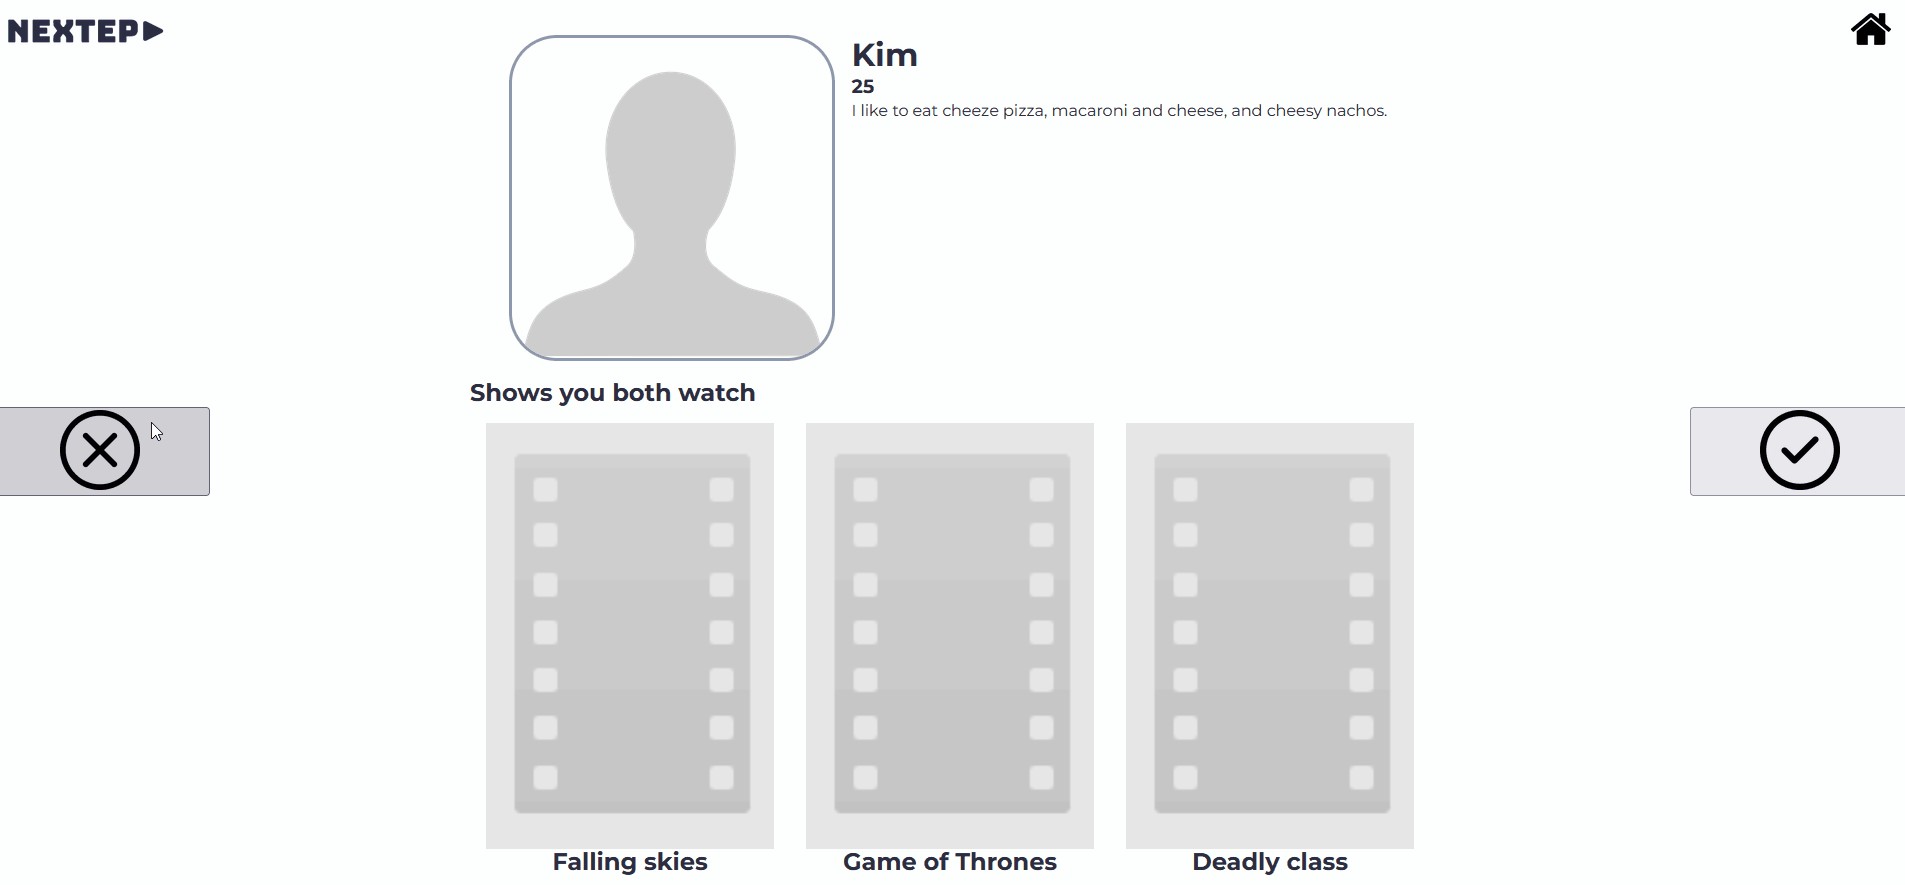 NEXTEP
Kim
25
I like to eat cheeze pizza, macaroni and cheese, and cheesy nachos.
Shows you both watch
Falling skies
Game of Thrones
Deadly class